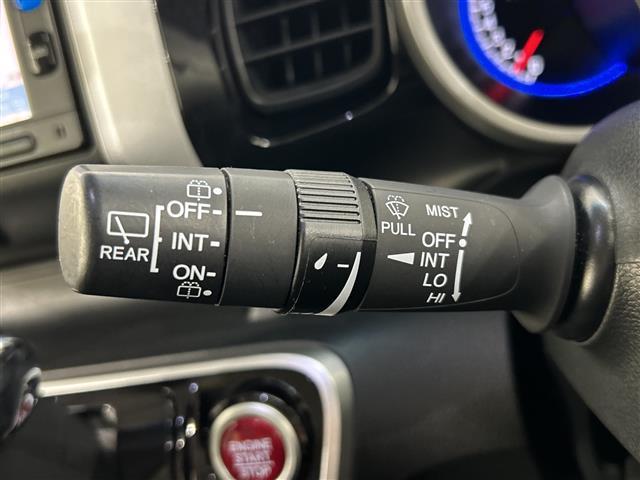 REAR
OFF
INT
ON
PULL
MIST
OFF
INT
LO
HI
ENGINE
START
STOP